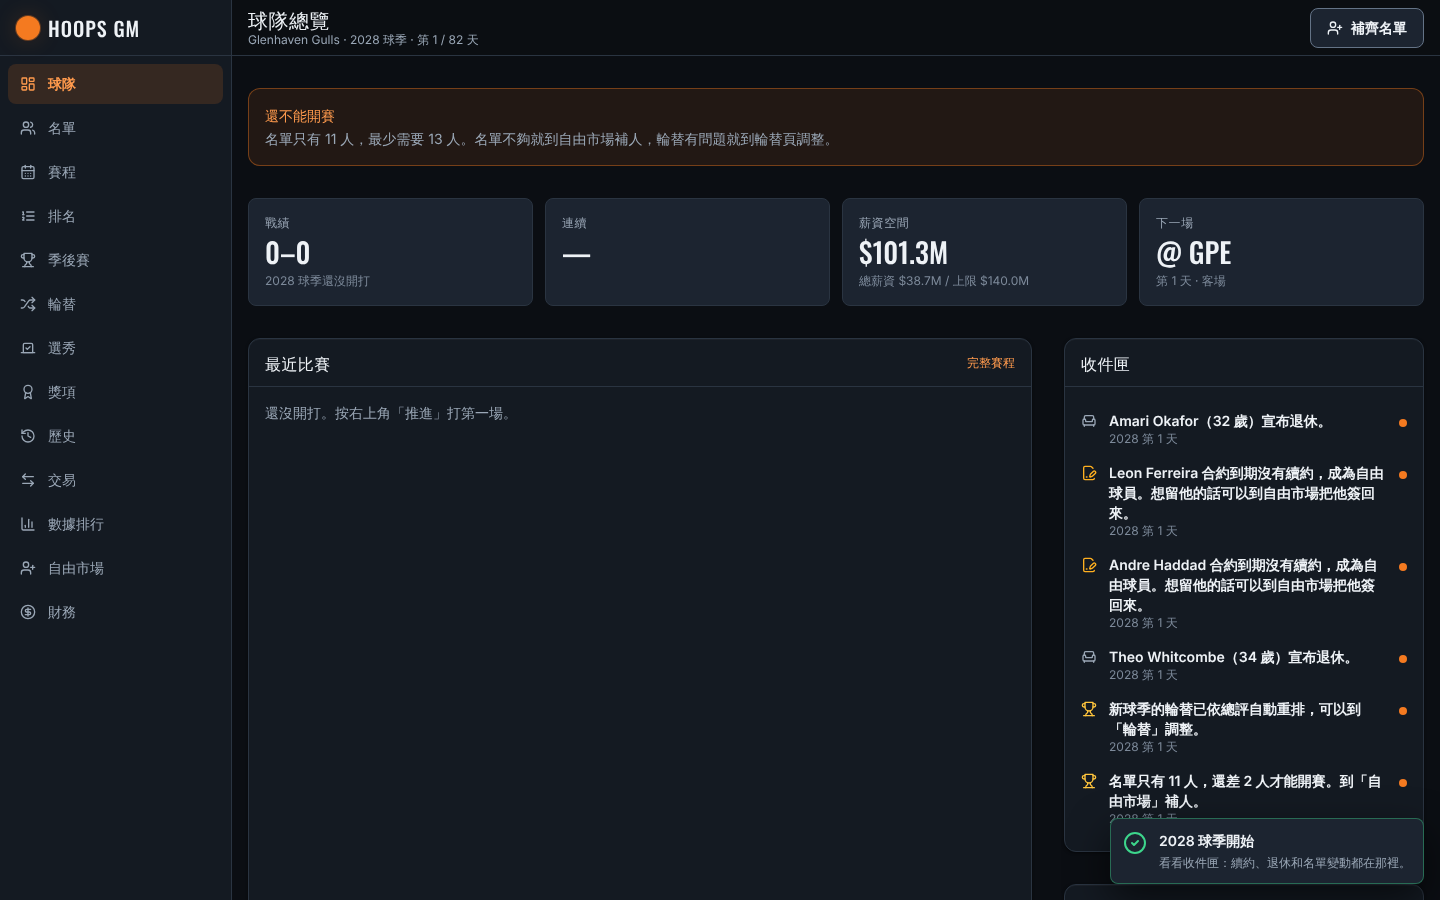 HOOPS GM
球隊
名單
賽程
排名
季後賽
輪替
選秀
獎項
歷史
交易
數據排行
自由市場
財務
球隊總覽
Glenhaven Gulls · 2028 球季 · 第 1 / 82 天
補齊名單
還不能開賽
名單只有 11 人，最少需要 13 人。名單不夠就到自由市場補人，輪替有問題就到輪替頁調整。
戰績
0–0
2028 球季還沒開打
連續
—
薪資空間
$101.3M
總薪資 $38.7M / 上限 $140.0M
下一場
@ GPE
第 1 天 · 客場
最近比賽
完整賽程
還沒開打。按右上角「推進」打第一場。
收件匣
Amari Okafor（32 歲）宣布退休。
2028 第 1 天
Leon Ferreira 合約到期沒有續約，成為自由
球員。想留他的話可以到自由市場把他簽回
來。
2028 第 1 天
Andre Haddad 合約到期沒有續約，成為自
由球員。想留他的話可以到自由市場把他簽
回來。
2028 第 1 天
Theo Whitcombe（34 歲）宣布退休。
2028 第 1 天
新球季的輪替已依總評自動重排，可以到
「輪替」調整。
2028 第 1 天
名單只有 11 人，還差 2 人才能開賽。到「自
由市場」補人。
2028 第 1 天
2028 球季開始
看看收件匣：續約、退休和名單變動都在那裡。